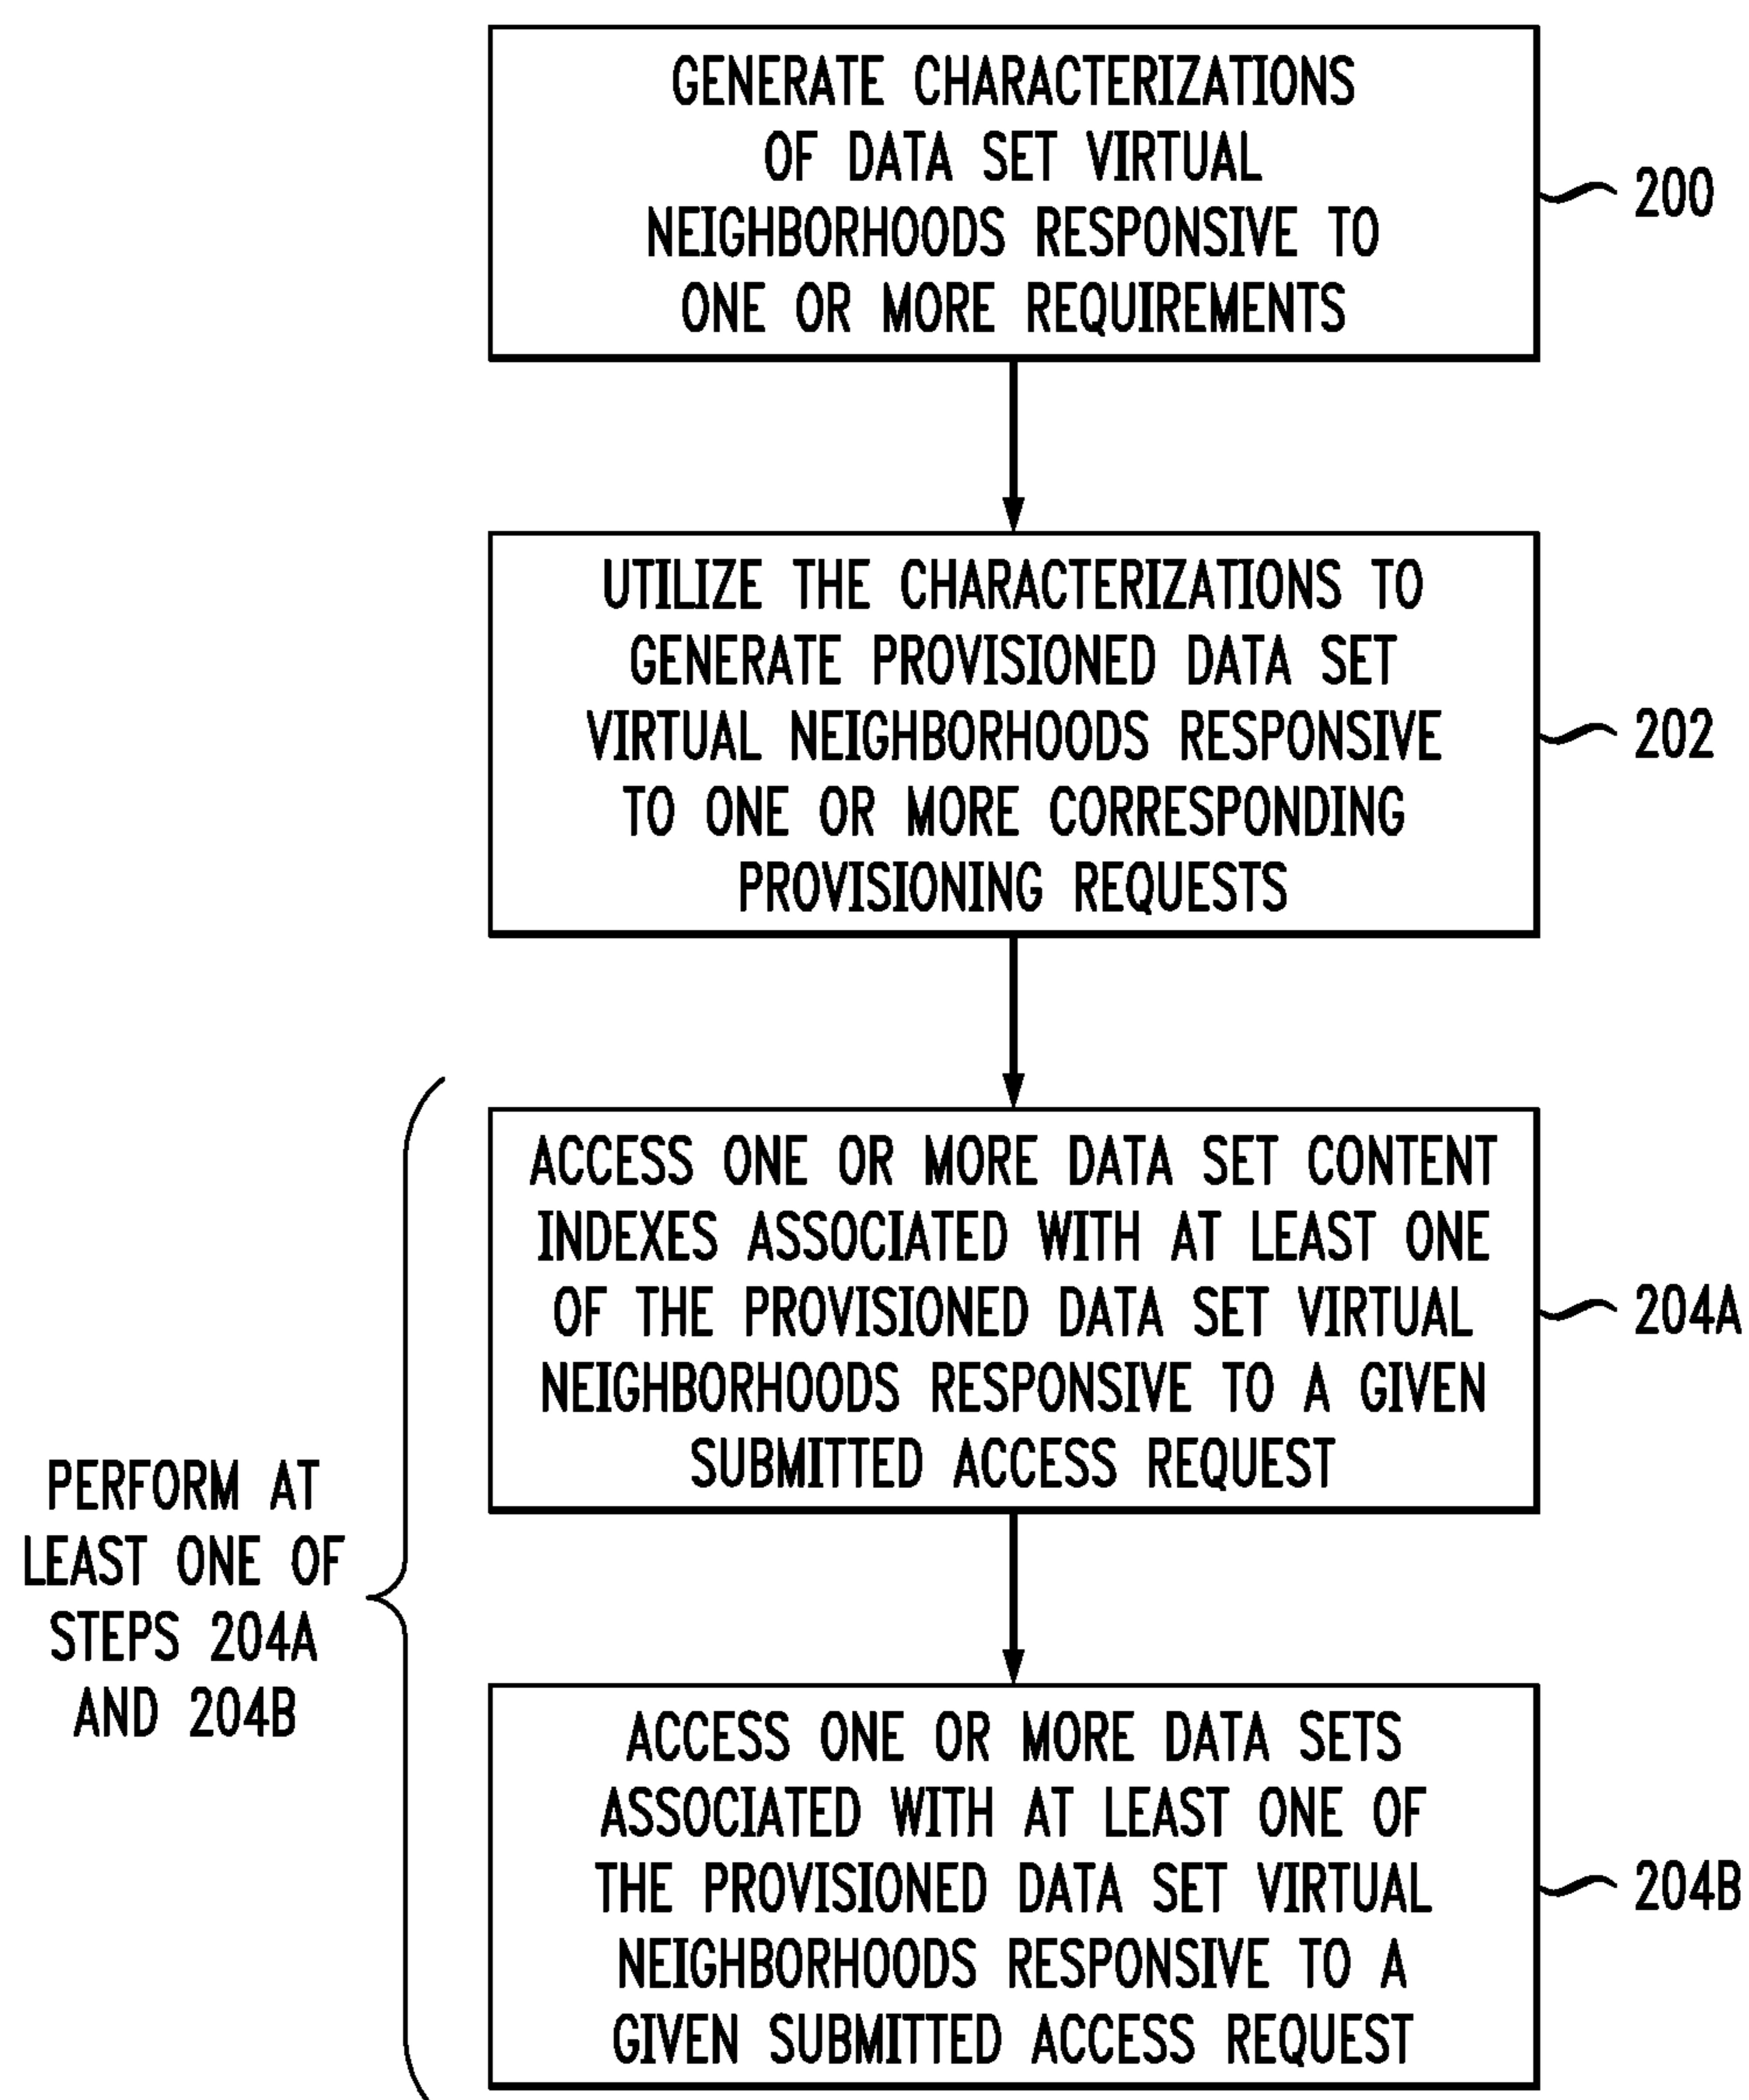 GENERATE CHARACTERIZATIONS
OF DATA SET VIRTUAL
NEIGHBORHOODS RESPONSIVE TO
ONE OR MORE REQUIREMENTS
200
UTILIZE THE CHARACTERIZATIONS TO
GENERATE PROVISIONED DATA SET
VIRTUAL NEIGHBORHOODS RESPONSIVE
TO ONE OR MORE CORRESPONDING
PROVISIONING REQUESTS
202
PERFORM AT
LEAST ONE OF
STEPS 204A
AND 204B
ACCESS ONE OR MORE DATA SET CONTENT
INDEXES ASSOCIATED WITH AT LEAST ONE
OF THE PROVISIONED DATA SET VIRTUAL
NEIGHBORHOODS RESPONSIVE TO A GIVEN
SUBMITTED ACCESS REQUEST
204A
ACCESS ONE OR MORE DATA SETS
ASSOCIATED WITH AT LEAST ONE OF
THE PROVISIONED DATA SET VIRTUAL
NEIGHBORHOODS RESPONSIVE TO A
GIVEN SUBMITTED ACCESS REQUEST
204B